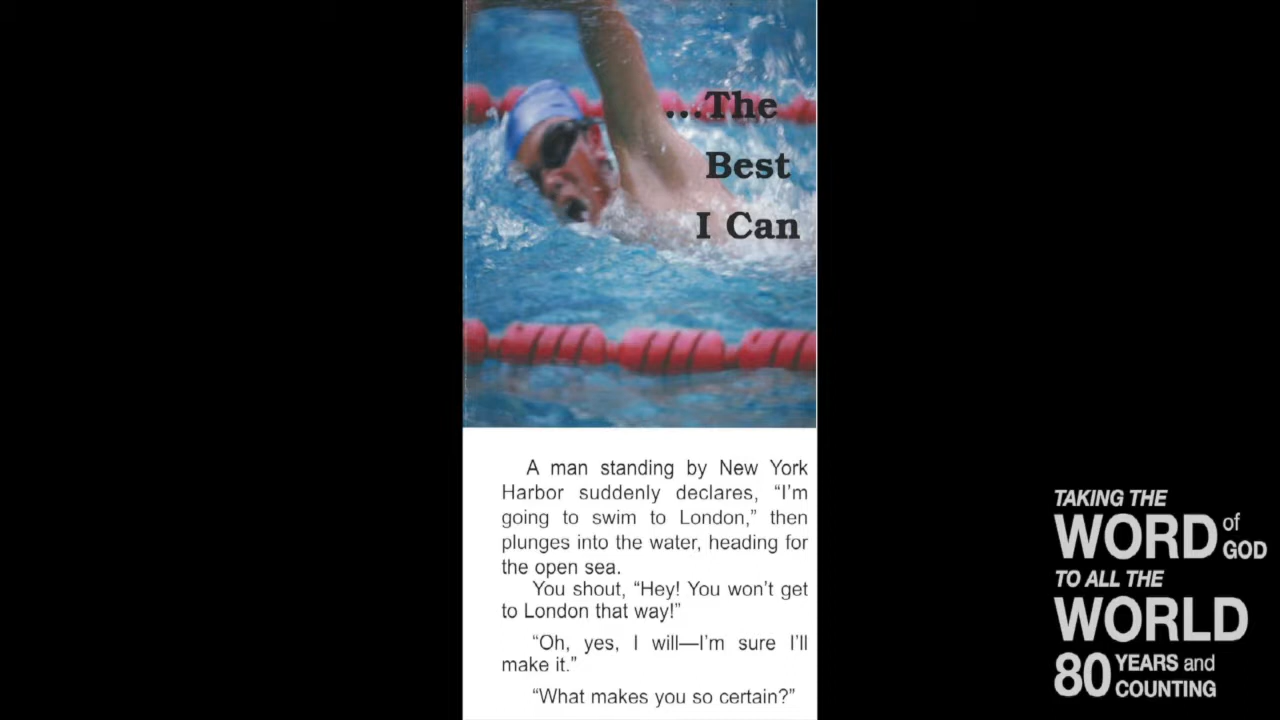 ...The
Best
I Can
A man standing by New York
Harbor suddenly declares, “I’m
going to swim to London,” then
plunges into the water, heading for
the open sea.
You shout, “Hey! You won’t get
to London that way!”
“Oh, yes, I will—I’m sure I’ll
make it.”
“What makes you so certain?”
TAKING THE
WORD of GOD
TO ALL THE
WORLD
80 YEARS and
COUNTING